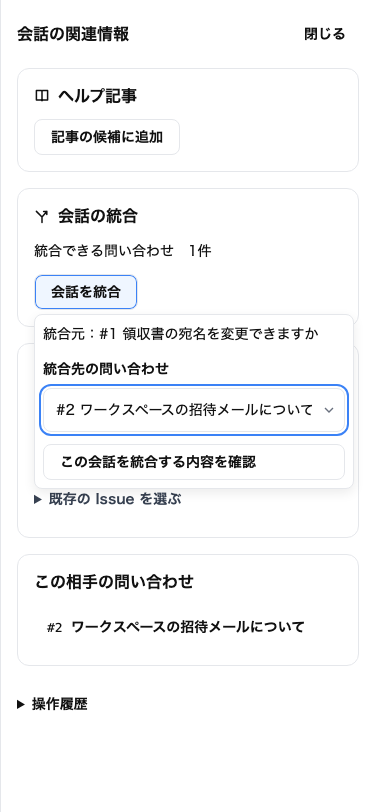 会話の関連情報 閉じる
ヘルプ記事
記事の候補に追加
会話の統合
統合できる問い合わせ 1件
会話を統合
統合元：#1 領収書の宛名を変更できますか
統合先の問い合わせ
#2 ワークスペースの招待メールについて
この会話を統合する内容を確認
既存の Issue を選ぶ
この相手の問い合わせ
#2 ワークスペースの招待メールについて
操作履歴